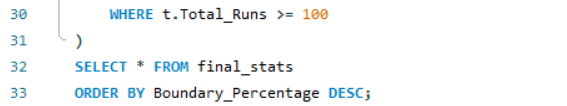 30 WHERE t.Total_Runs >= 100
31 )
32 SELECT * FROM final_stats
33 ORDER BY Boundary_Percentage DESC;